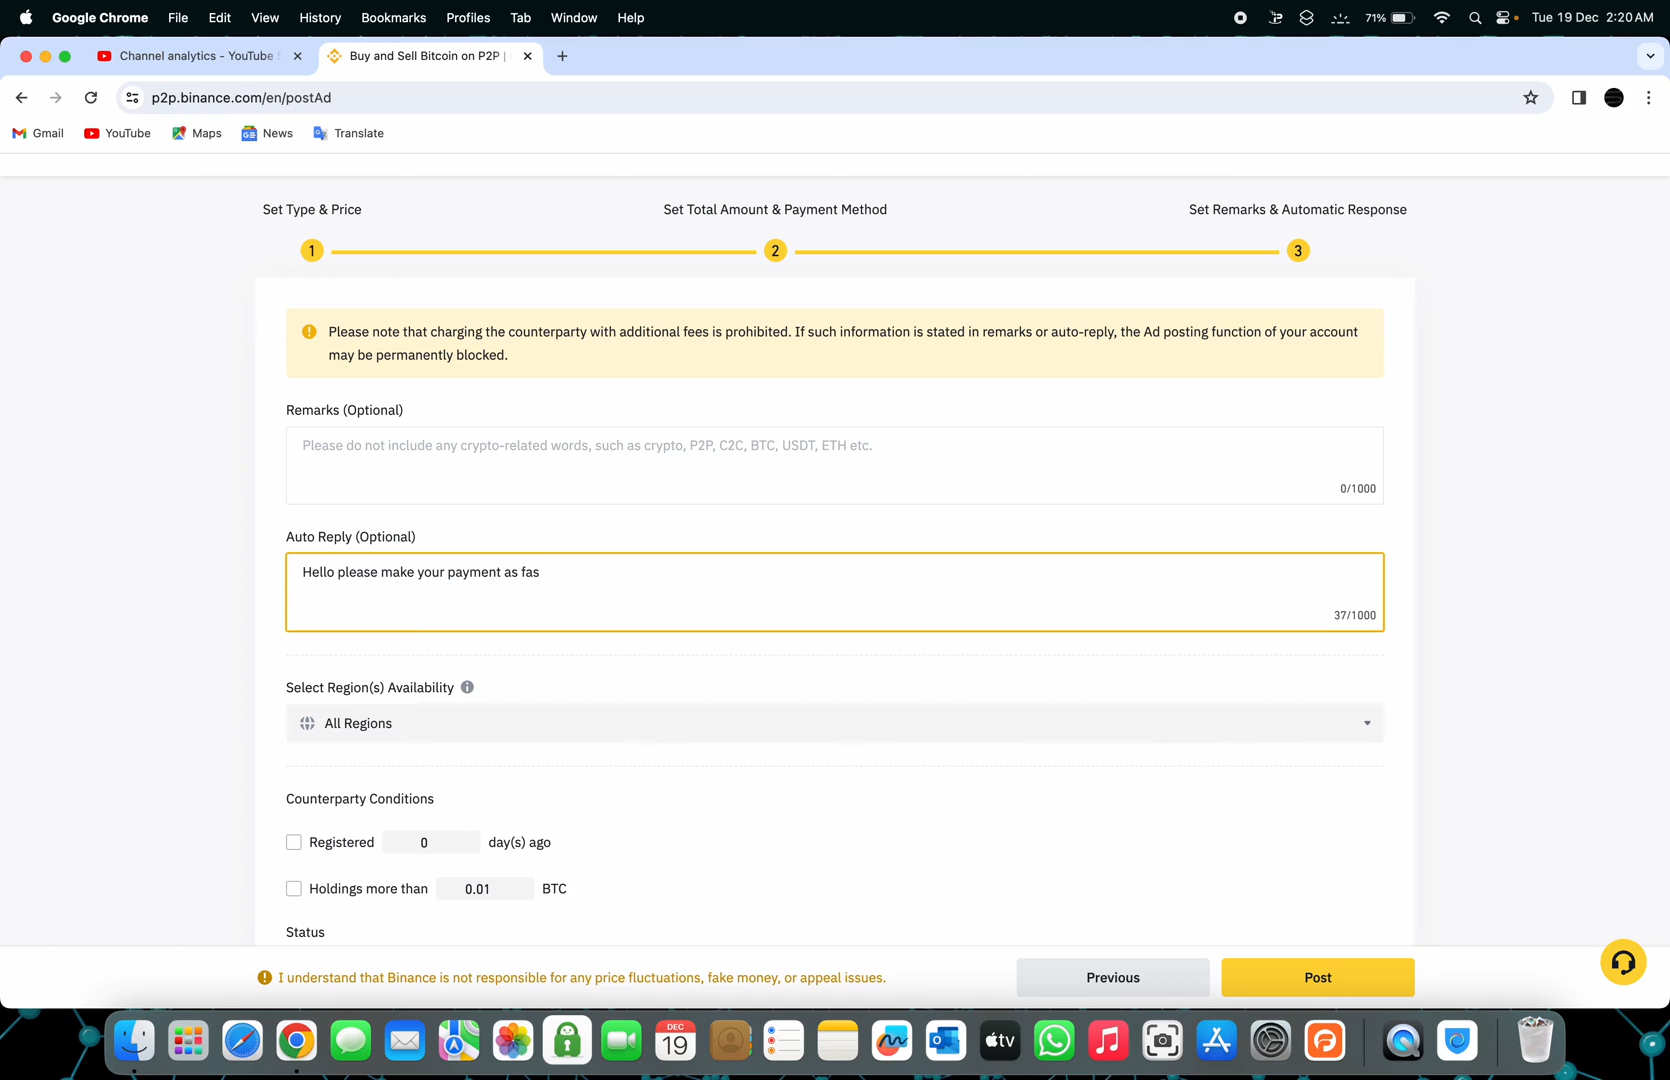 Google Chrome File Edit View History Bookmarks Profiles Tab Window Help 71% Tue 19 Dec 2:20AM
Channel analytics - YouTube S Buy and Sell Bitcoin on P2P |
p2p.binance.com/en/postAd
Gmail YouTube Maps News Translate
Set Type & Price Set Total Amount & Payment Method Set Remarks & Automatic Response
1 2 3
Please note that charging the counterparty with additional fees is prohibited. If such information is stated in remarks or auto-reply, the Ad posting function of your account
may be permanently blocked.
Remarks (Optional)
Please do not include any crypto-related words, such as crypto, P2P, C2C, BTC, USDT, ETH etc.
0/1000
Auto Reply (Optional)
Hello please make your payment as fas
37/1000
Select Region(s) Availability
All Regions
Counterparty Conditions
Registered 0 day(s) ago
Holdings more than 0.01 BTC
Status
I understand that Binance is not responsible for any price fluctuations, fake money, or appeal issues. Previous Post
DEC
19
tv